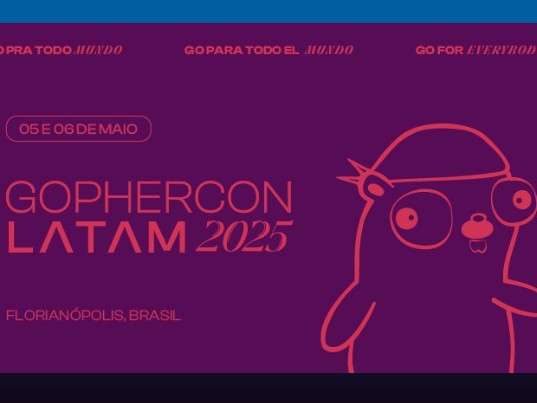 PRA TODO MUNDO GO PARA TODO EL MUNDO GO FOR
05 E 06 DE MAIO
GOPHERCON
LATAM 2025
FLORIANÓPOLIS, BRASIL